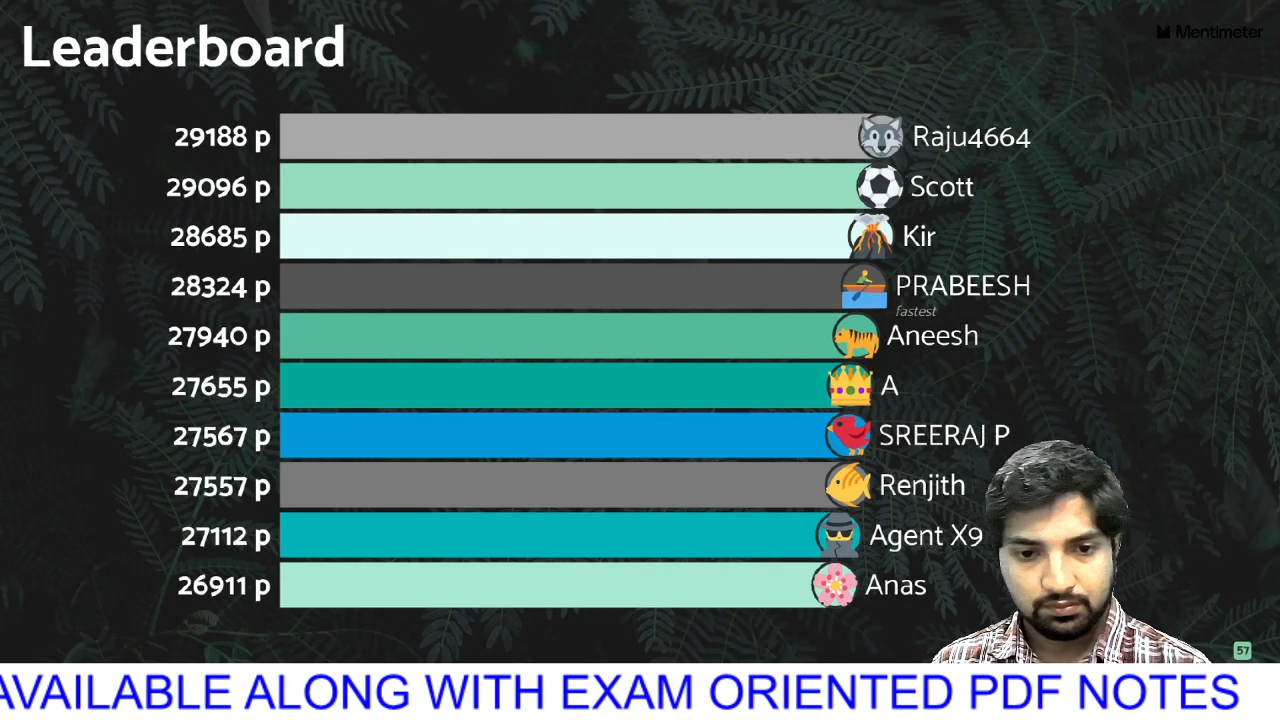 Leaderboard
Mentimeter
29188 p Raju4664
29096 p Scott
28685 p Kir
28324 p PRABEESH
fastest
27940 p Aneesh
27655 p A
27567 p SREERAJ P
27557 p Renjith
27112 p Agent X9
26911 p Anas
57
AVAILABLE ALONG WITH EXAM ORIENTED PDF NOTES